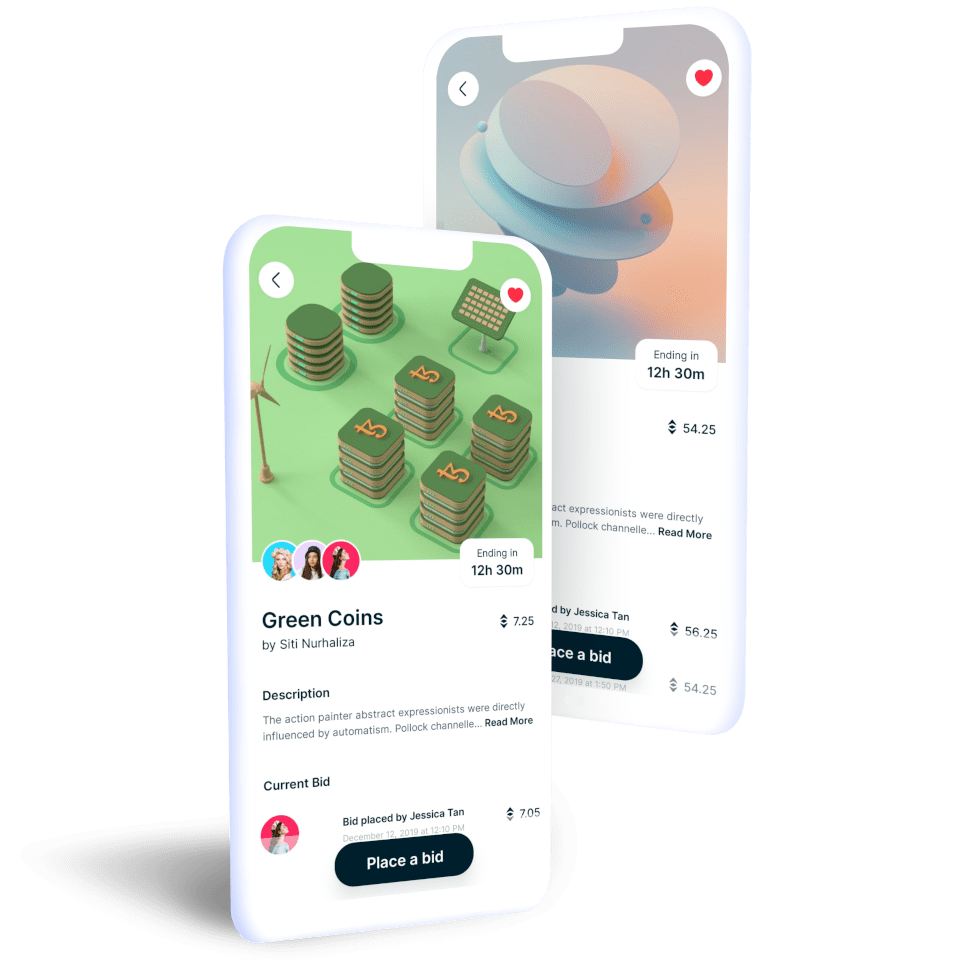 Ending in
12h 30m
54.25
act expressionists were directly
m. Pollock channelle... Read More
d by Jessica Tan
12, 2019 at 12:10 PM
56.25
ace a bid
27, 2019 at 1:50 PM
54.25
Ending in
12h 30m
Green Coins
7.25
by Siti Nurhaliza
Description
The action painter abstract expressionists were directly
influenced by automatism. Pollock channelle... Read More
Current Bid
Bid placed by Jessica Tan
7.05
December 12, 2019 at 12:10 PM
Place a bid